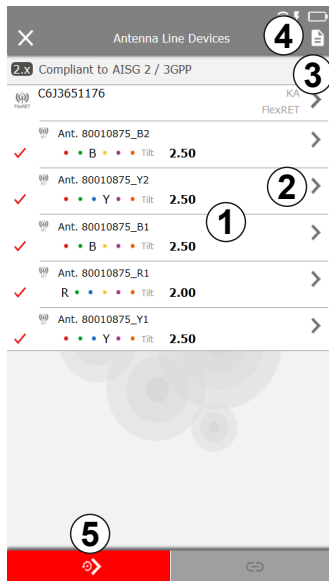 Antenna Line Devices
4
2.x Compliant to AISG 2 / 3GPP
3
C6J3651176 KA
FlexRET FlexRET
Ant. 80010875_B2
B Tilt 2.50
Ant. 80010875_Y2
2
Y Tilt 2.50
1
Ant. 80010875_B1
B Tilt 2.50
Ant. 80010875_R1
R Tilt 2.00
Ant. 80010875_Y1
Y Tilt 2.50
5